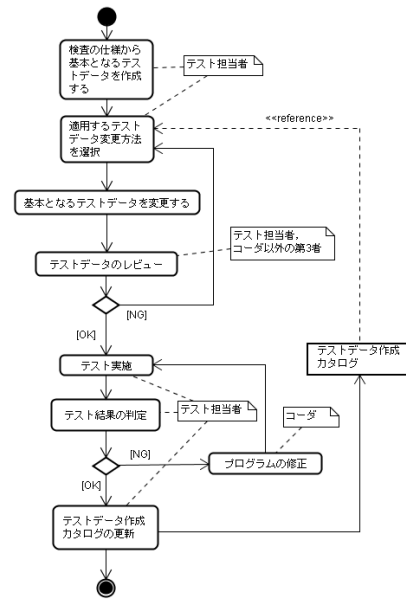 検査の仕様から
基本となるテス
トデータを作成
する
テスト担当者
適用するテスト
データ変更方法
を選択
<<reference>>
基本となるテストデータを変更する
テスト担当者,
コーダ以外の第3者
テストデータのレビュー
[NG]
[OK]
テストデータ作成
カタログ
テスト実施
テスト結果の判定
テスト担当者
コーダ
[NG]
プログラムの修正
[OK]
テストデータ作成
カタログの更新